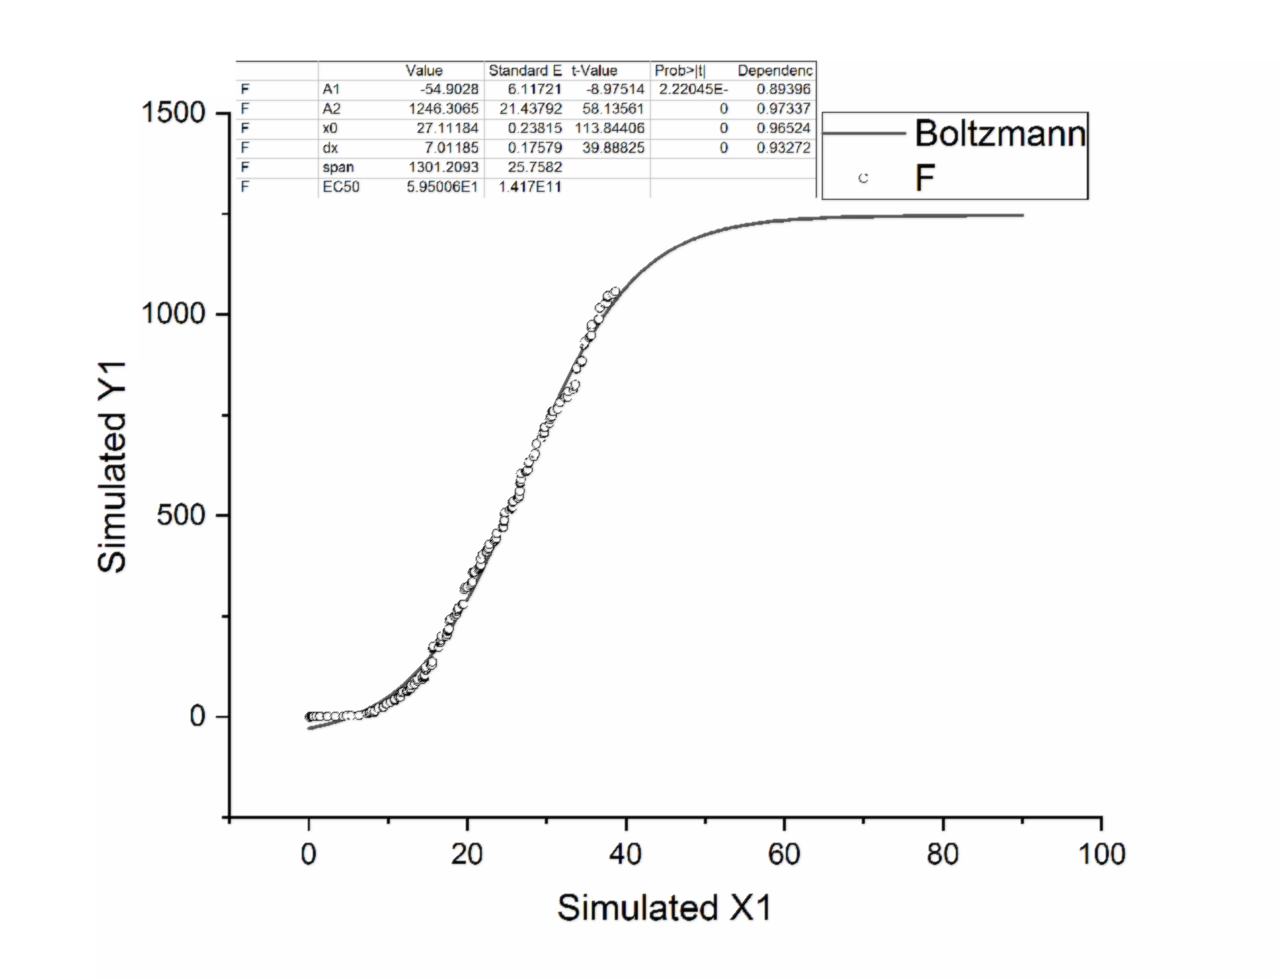 Value Standard E t-Value Prob>|t| Dependenc
F A1 -54.9028 6.11721 -8.97514 2.22045E- 0.89396
F A2 1246.3065 21.43792 58.13561 0 0.97337
F x0 27.11184 0.23815 113.84406 0 0.96524
F dx 7.01185 0.17579 39.88825 0 0.93272
F span 1301.2093 25.7582
F EC50 5.95006E1 1.417E11
Boltzmann
F
1500
1000
500
0
Simulated Y1
0 20 40 60 80 100
Simulated X1